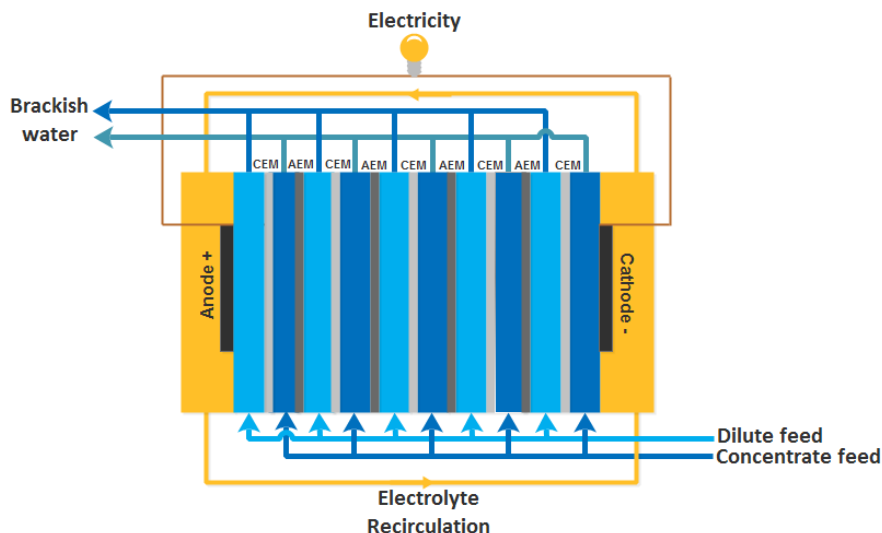 Electricity
Brackish
water
CEM AEM CEM AEM CEM AEM CEM AEM CEM
Anode +
Cathode -
Dilute feed
Concentrate feed
Electrolyte
Recirculation